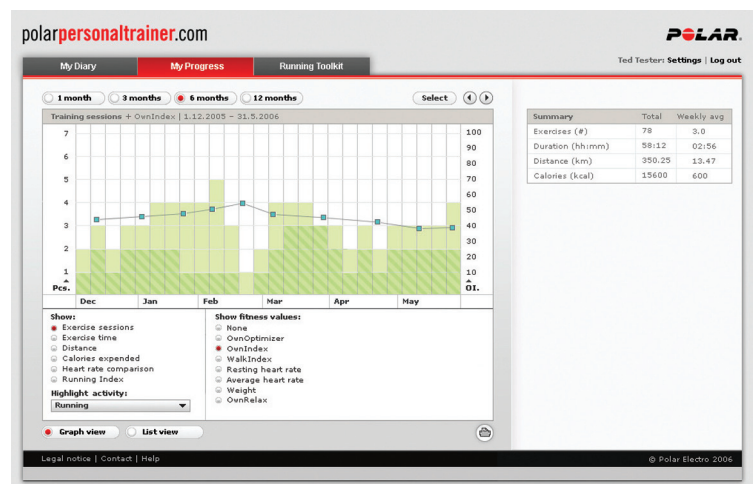 polarpersonaltrainer.com
POLAR.
My Diary My Progress Running Toolkit
Ted Tester: Settings | Log out
1 month 3 months 6 months 12 months Select
Training sessions + OwnIndex | 1.12.2005 - 31.5.2006
7 100
90
6 80
5 70
60
4 50
3 40
30
2 20
1 10
Pcs. OI.
Dec Jan Feb Mar Apr May
Summary Total Weekly avg
Exercises (#) 78 3.0
Duration (hh:mm) 58:12 02:56
Distance (km) 350.25 13.47
Calories (kcal) 15600 600
Show:
Exercise sessions
Exercise time
Distance
Calories expended
Heart rate comparison
Running Index
Highlight activity:
Running
Show fitness values:
None
OwnOptimizer
OwnIndex
WalkIndex
Resting heart rate
Average heart rate
Weight
OwnRelax
Graph view List view
Legal notice | Contact | Help
© Polar Electro 2006